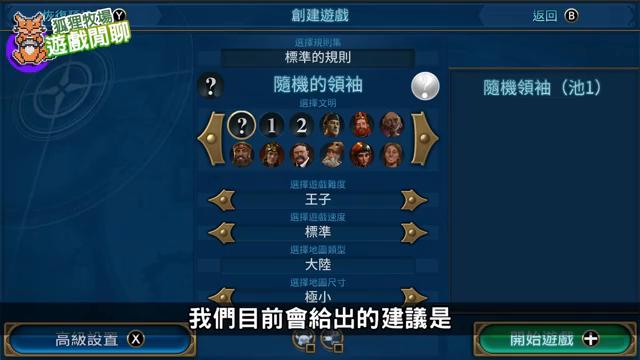 狐狸牧場
遊戲閒聊
Y
創建遊戲
返回 B
選擇規則集
標準的規則
? 隨機的領袖 ?
隨機領袖（池1）
選擇文明
? 1 2
選擇遊戲難度
王子
選擇遊戲速度
標準
選擇地圖類型
大陸
選擇地圖尺寸
極小
我們目前會給出的建議是
高級設置 X
開始遊戲 +